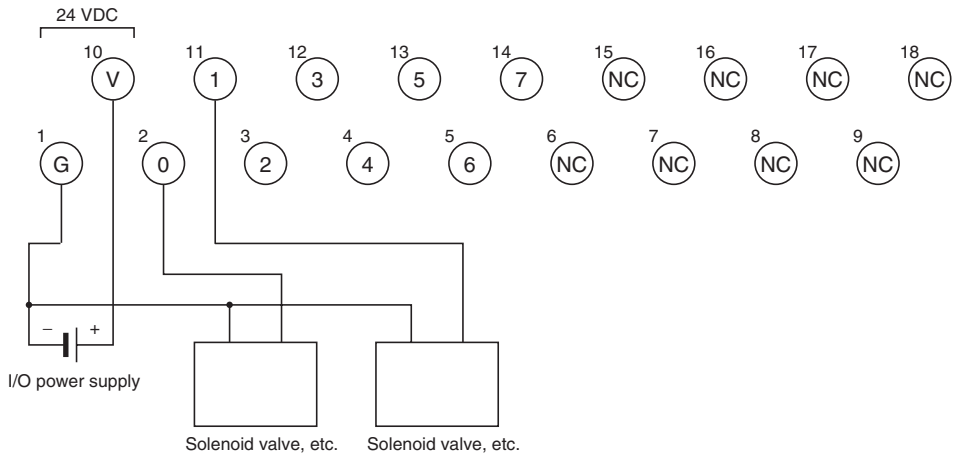 24 VDC
10 11 12 13 14 15 16 17 18
V 1 3 5 7 NC NC NC NC
1 2 3 4 5 6 7 8 9
G 0 2 4 6 NC NC NC NC
− +
I/O power supply
Solenoid valve, etc. Solenoid valve, etc.